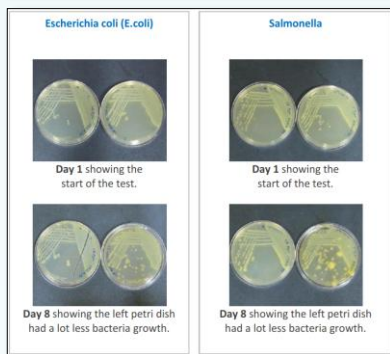 Escherichia coli (E.coli)
Day 1 showing the
start of the test.
Day 8 showing the left petri dish
had a lot less bacteria growth.
Salmonella
Day 1 showing the
start of the test.
Day 8 showing the left petri dish
had a lot less bacteria growth.